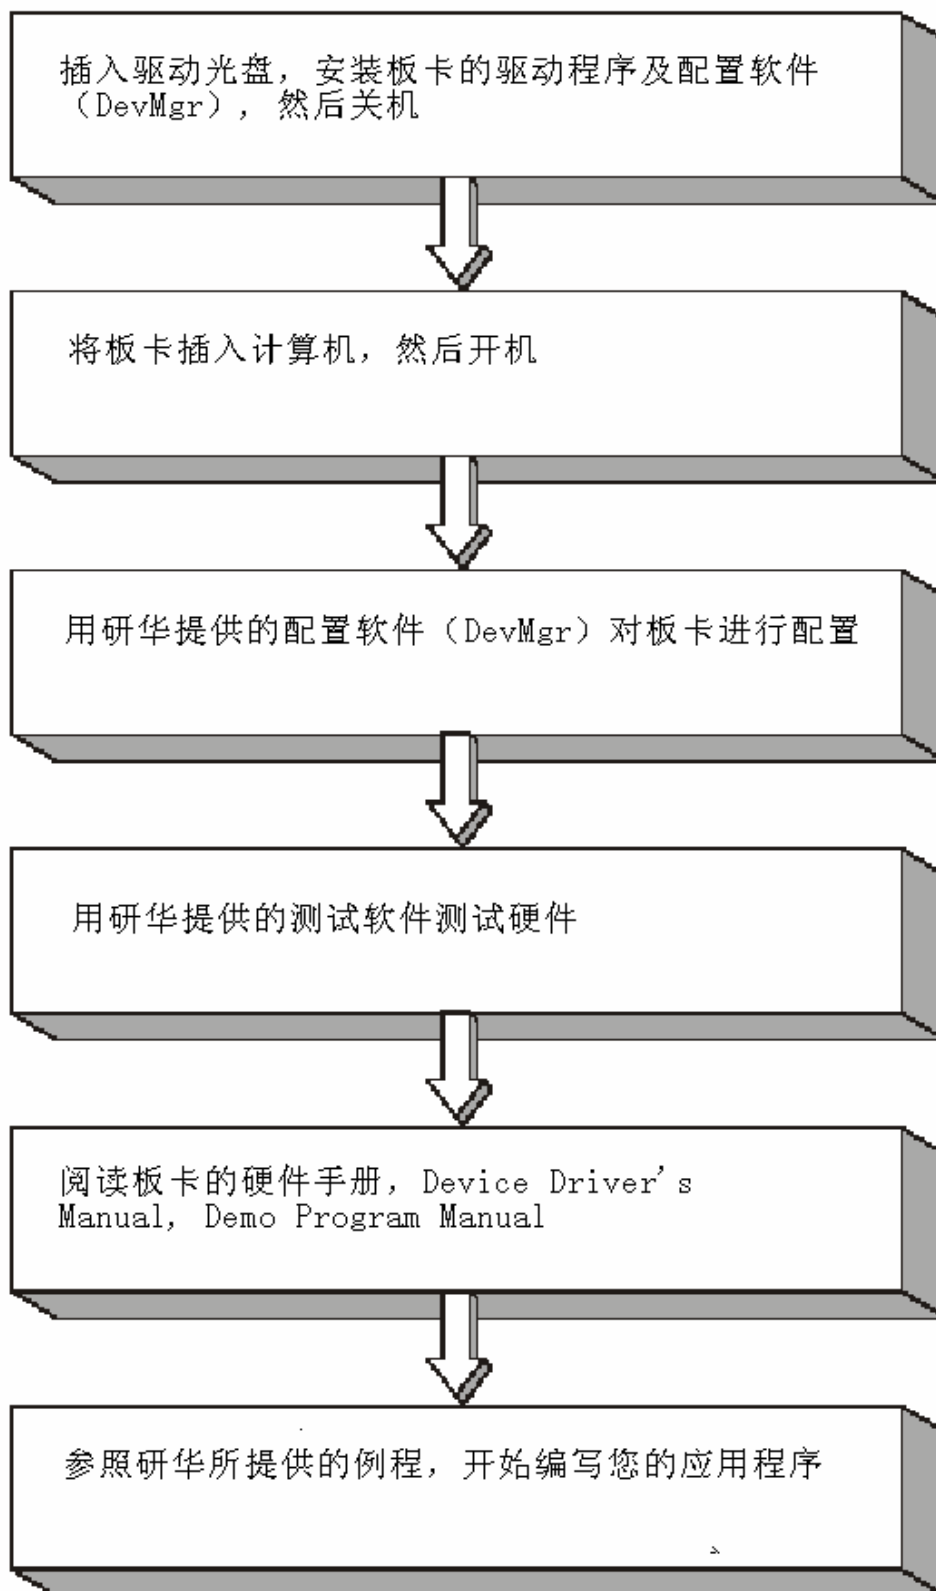 插入驱动光盘，安装板卡的驱动程序及配置软件
（DevMgr），然后关机
将板卡插入计算机，然后开机
用研华提供的配置软件（DevMgr）对板卡进行配置
用研华提供的测试软件测试硬件
阅读板卡的硬件手册，Device Driver's
Manual, Demo Program Manual
参照研华所提供的例程，开始编写您的应用程序